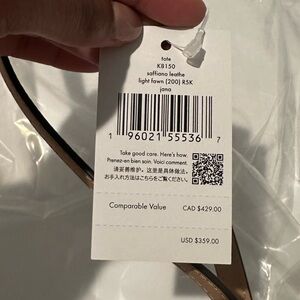 tote
K8150
saffiano leathe
light fawn (200) R5K
jana
1 96021 55536 7
Take good care. Here's how.
Prenez-en bien soin. Voici comment.
请妥善维护。这里是具体做法。
お手入れ方法はこちらをご覧ください。
Comparable Value CAD $429.00
USD $359.00